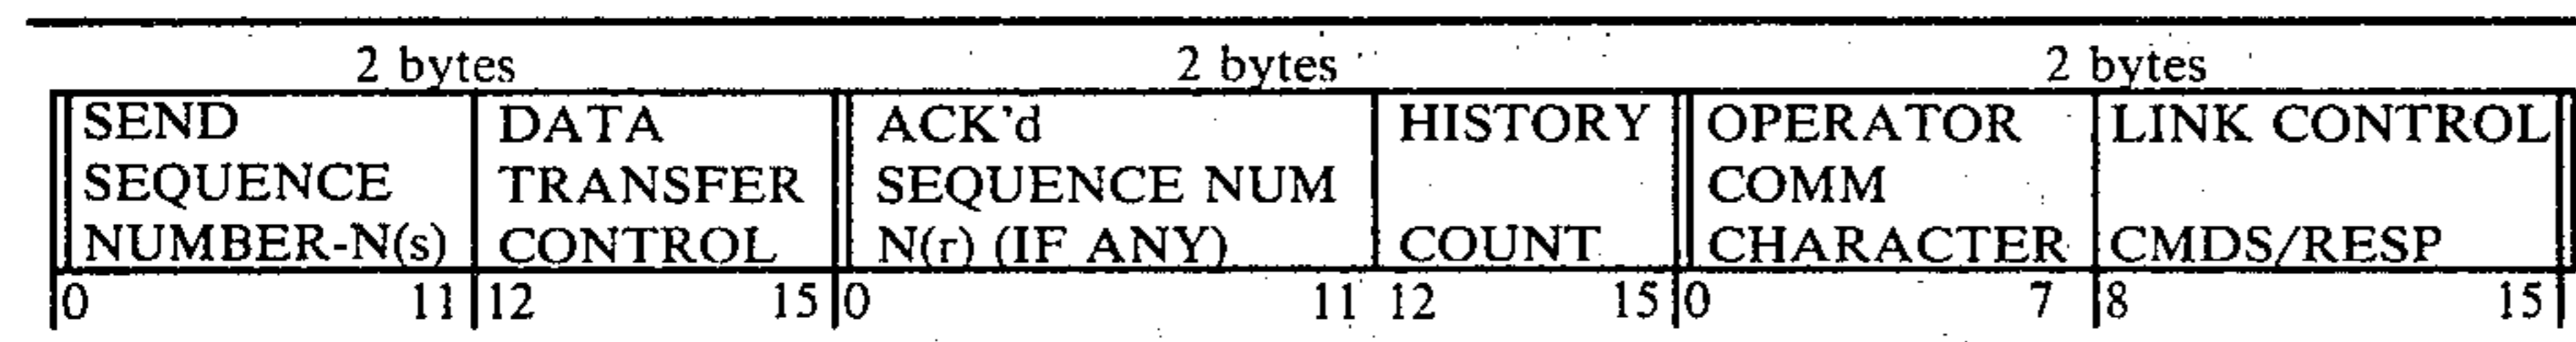 2 bytes 2 bytes 2 bytes
SEND DATA ACK'd HISTORY OPERATOR LINK CONTROL
SEQUENCE TRANSFER SEQUENCE NUM COMM
NUMBER-N(s) CONTROL N(r) (IF ANY) COUNT CHARACTER CMDS/RESP
0 11 12 15 0 11 12 15 0 7 8 15